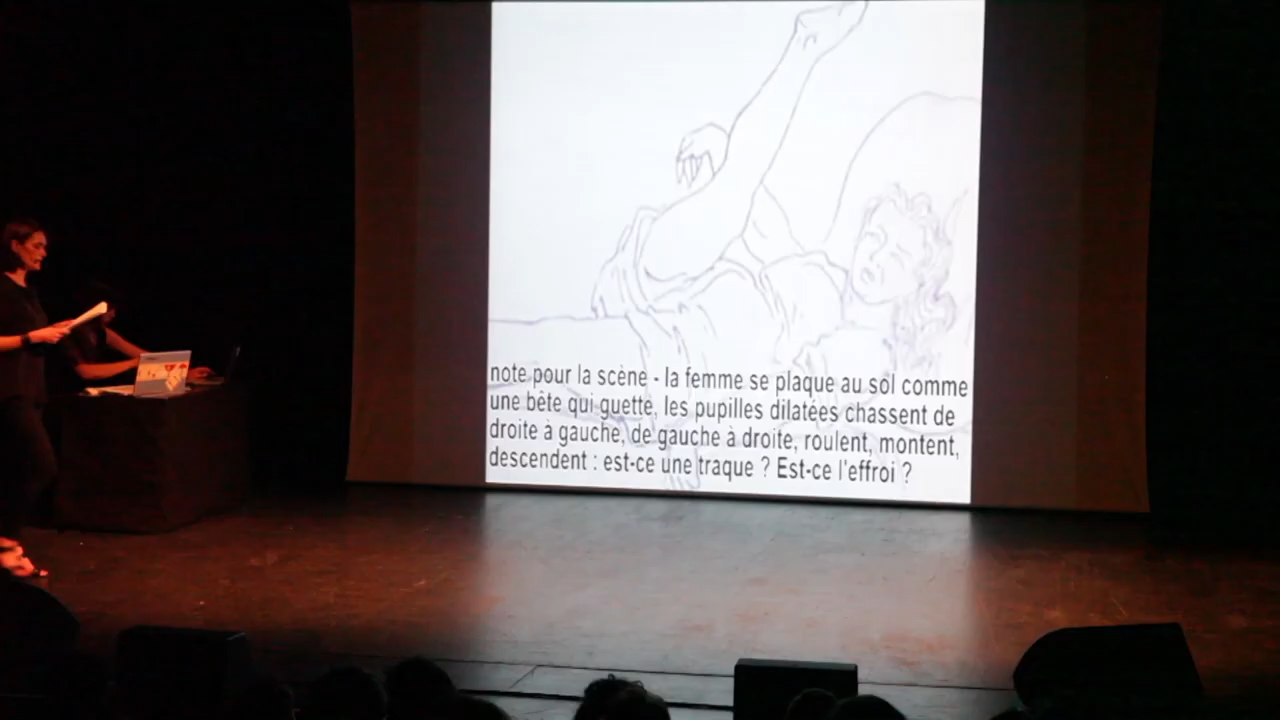 note pour la scène - la femme se plaque au sol comme
une bête qui guette, les pupilles dilatées chassent de
droite à gauche, de gauche à droite, roulent, montent,
descendent : est-ce une traque ? Est-ce l'effroi ?